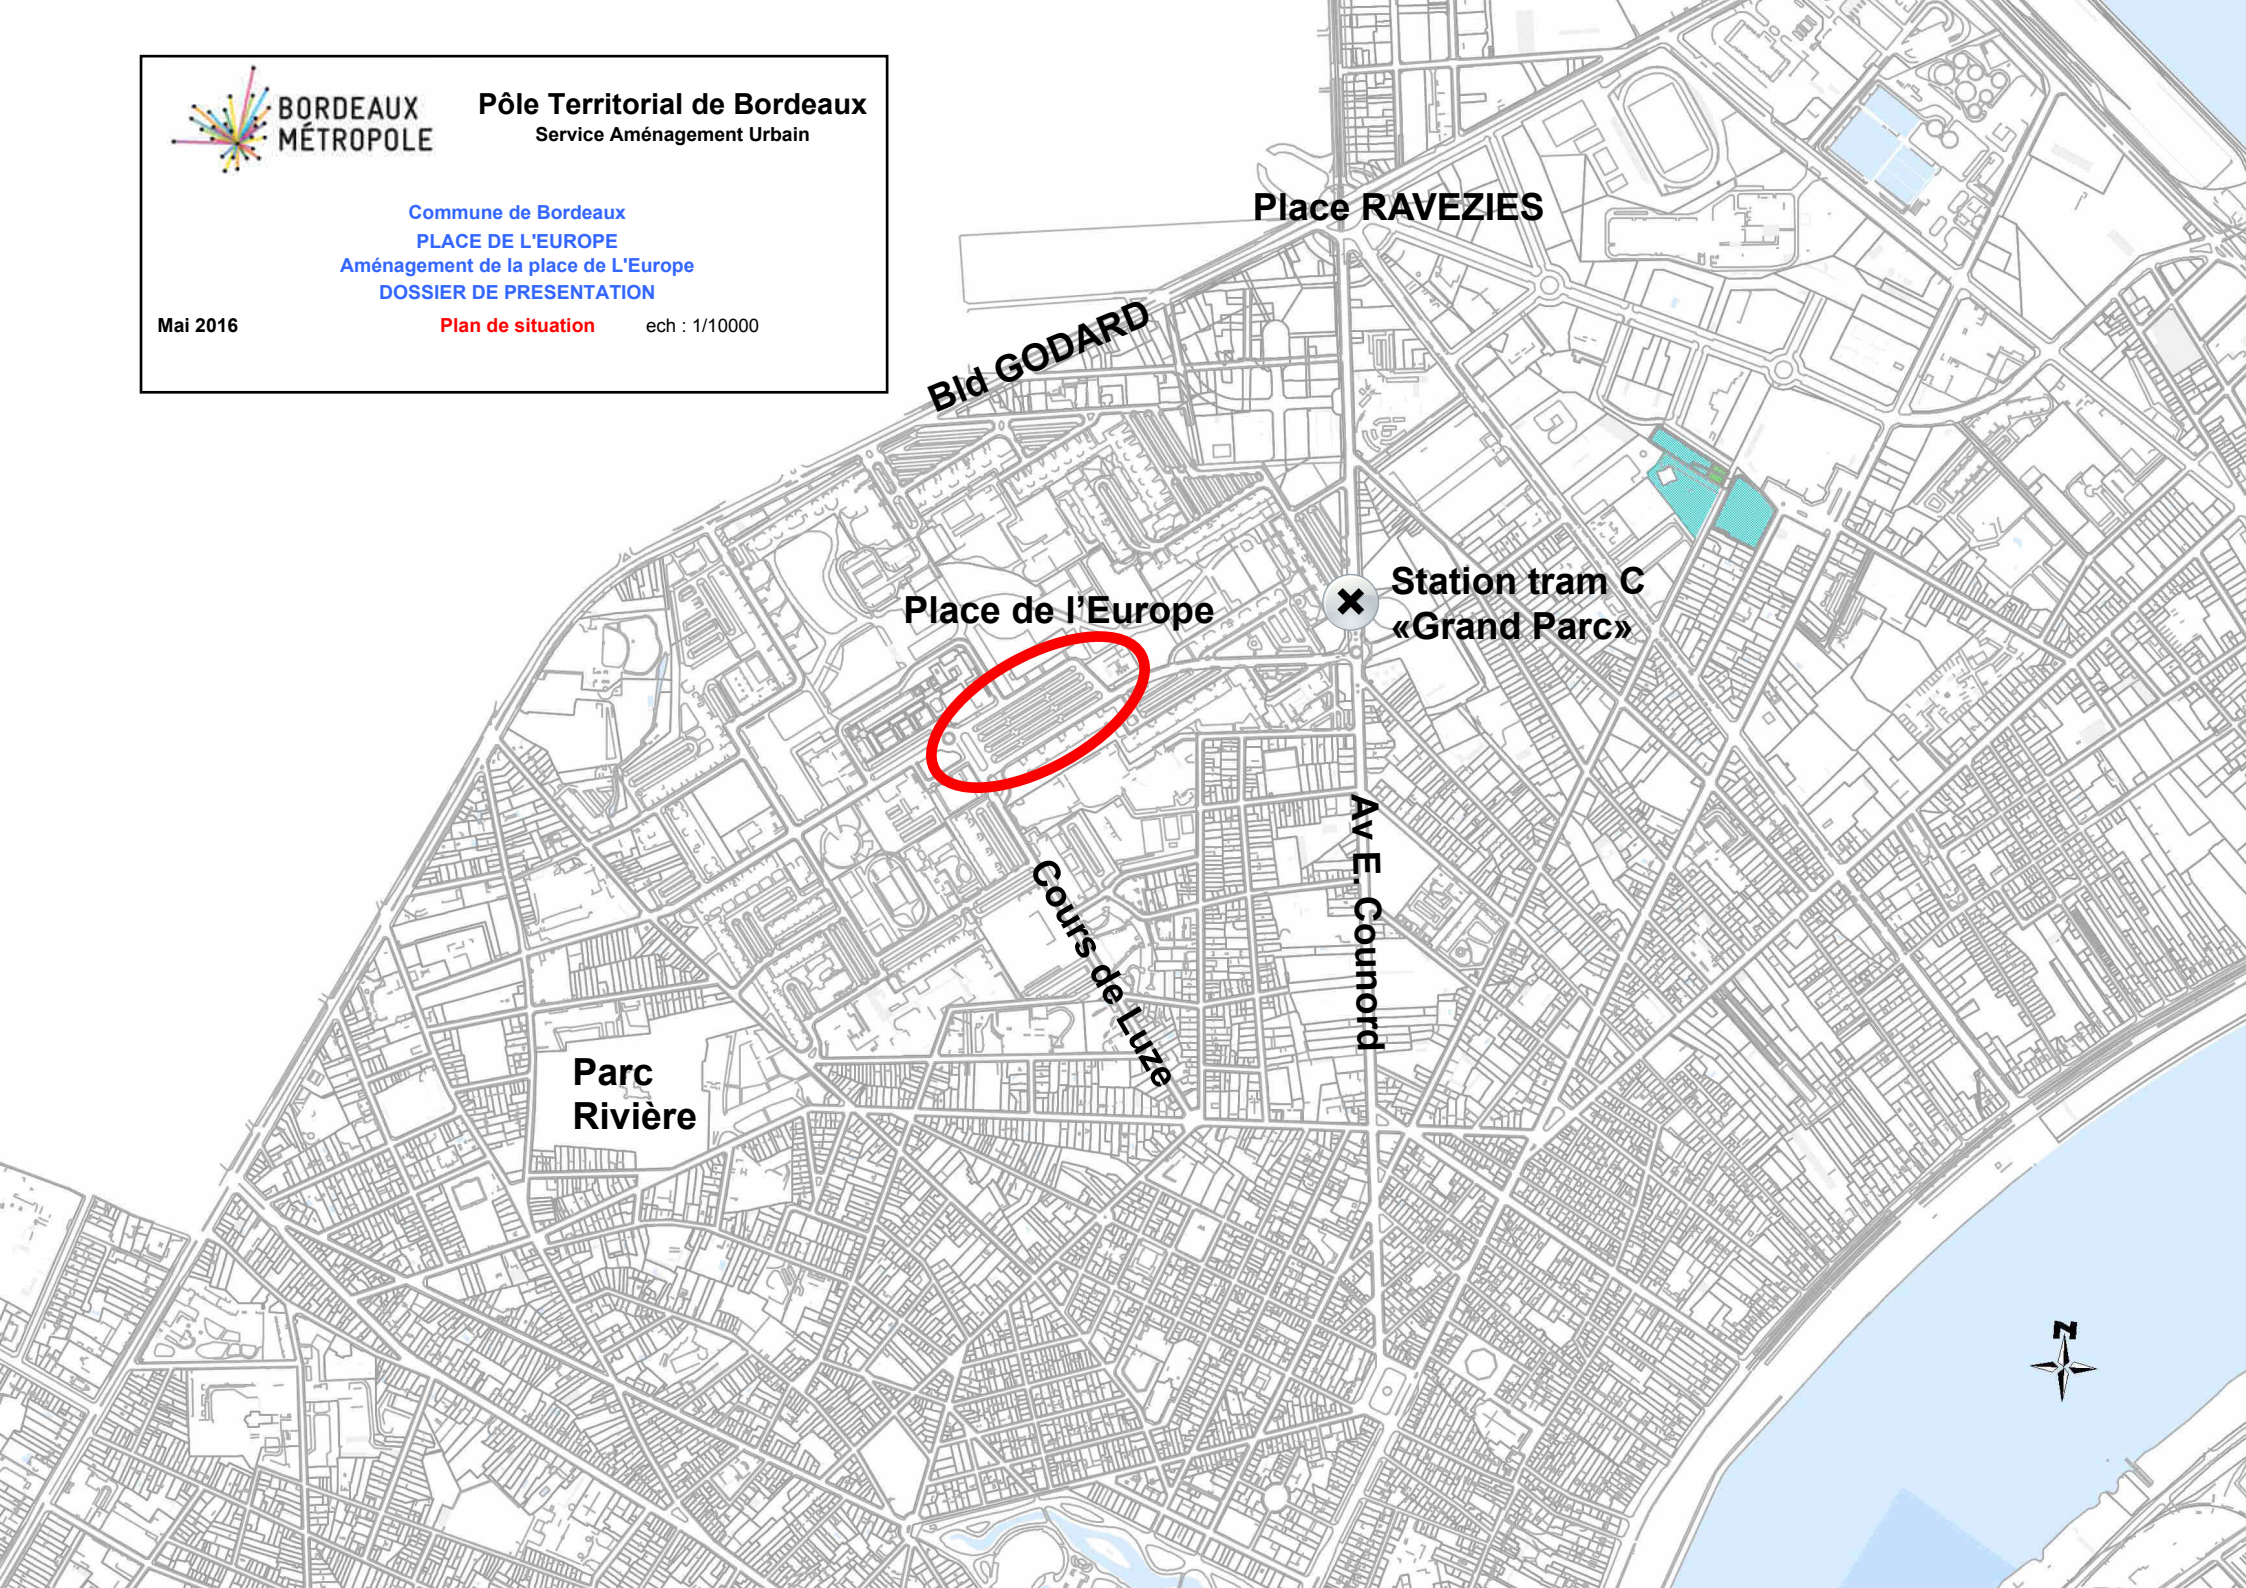 BORDEAUX
MÉTROPOLE
Pôle Territorial de Bordeaux
Service Aménagement Urbain
Commune de Bordeaux
PLACE DE L'EUROPE
Aménagement de la place de L'Europe
DOSSIER DE PRESENTATION
Mai 2016 Plan de situation ech : 1/10000
Place RAVEZIES
Bld GODARD
Station tram C
«Grand Parc»
Place de l’Europe
Av E. Counord
Cours de Luze
Parc
Rivière
N